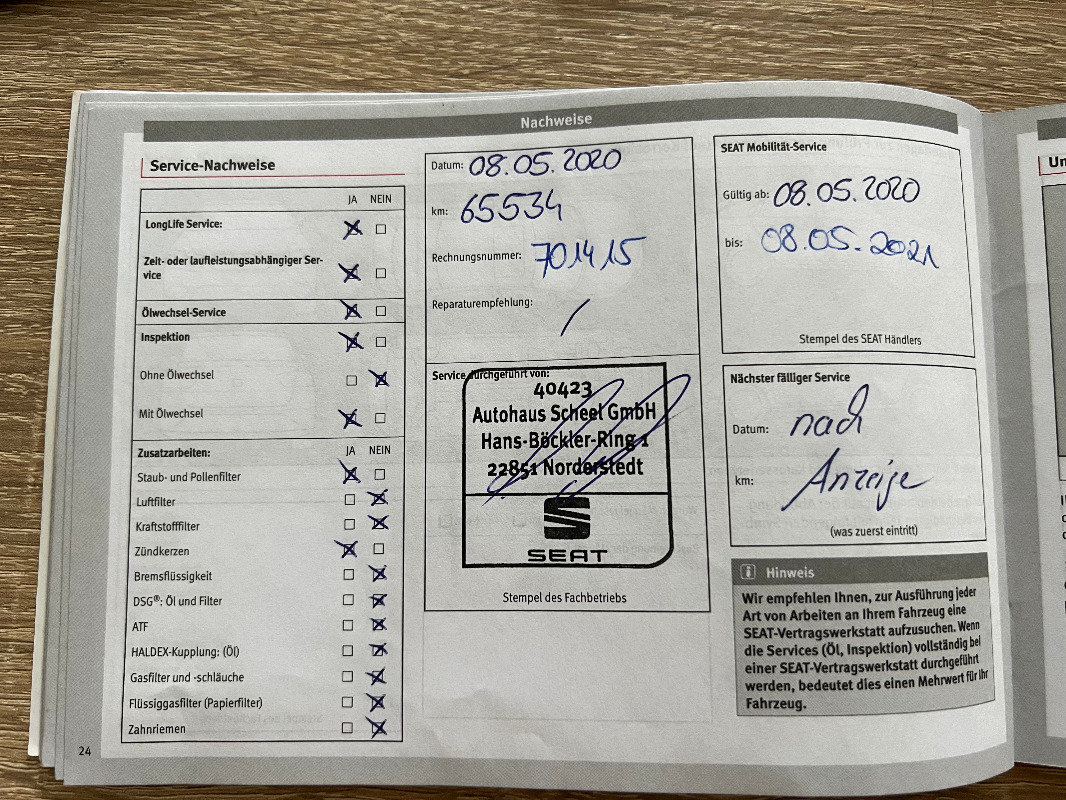 Nachweise
Service-Nachweise
JA NEIN
LongLife Service:
Zeit- oder laufleistungsabhängiger Ser-
vice
Ölwechsel-Service
Inspektion
Ohne Ölwechsel
Mit Ölwechsel
Zusatzarbeiten: JA NEIN
Staub- und Pollenfilter
Luftfilter
Kraftstofffilter
Zündkerzen
Bremsflüssigkeit
DSG®: Öl und Filter
ATF
HALDEX-Kupplung: (Öl)
Gasfilter und -schläuche
Flüssiggasfilter (Papierfilter)
Zahnriemen
24
Datum: 08.05.2020
km: 65534
Rechnungsnummer: 701415
Reparaturempfehlung: /
Service durchgeführt von:
40423
Autohaus Scheel GmbH
Hans-Böckler-Ring 1
22851 Norderstedt
SEAT
Stempel des Fachbetriebs
SEAT Mobilität-Service
Gültig ab: 08.05.2020
bis: 08.05.2021
Stempel des SEAT Händlers
Nächster fälliger Service
Datum: nach
km: Anzeige
(was zuerst eintritt)
i Hinweis
Wir empfehlen Ihnen, zur Ausführung jeder
Art von Arbeiten an Ihrem Fahrzeug eine
SEAT-Vertragswerkstatt aufzusuchen. Wenn
die Services (Öl, Inspektion) vollständig bei
einer SEAT-Vertragswerkstatt durchgeführt
werden, bedeutet dies einen Mehrwert für Ihr
Fahrzeug.